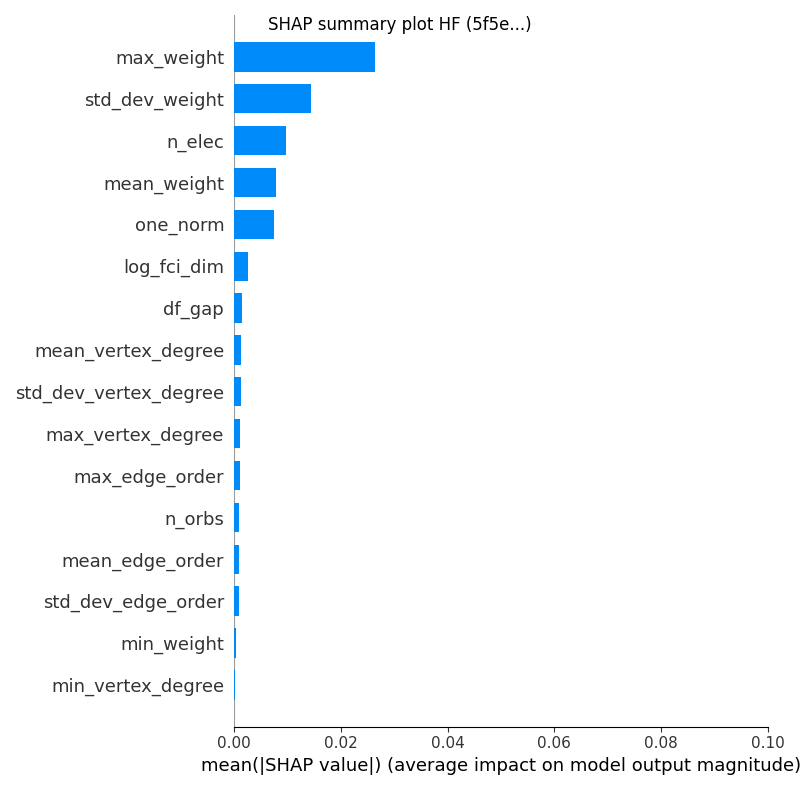 SHAP summary plot HF (5f5e...)
max_weight
std_dev_weight
n_elec
mean_weight
one_norm
log_fci_dim
df_gap
mean_vertex_degree
std_dev_vertex_degree
max_vertex_degree
max_edge_order
n_orbs
mean_edge_order
std_dev_edge_order
min_weight
min_vertex_degree
0.00 0.02 0.04 0.06 0.08 0.10
mean(|SHAP value|) (average impact on model output magnitude)